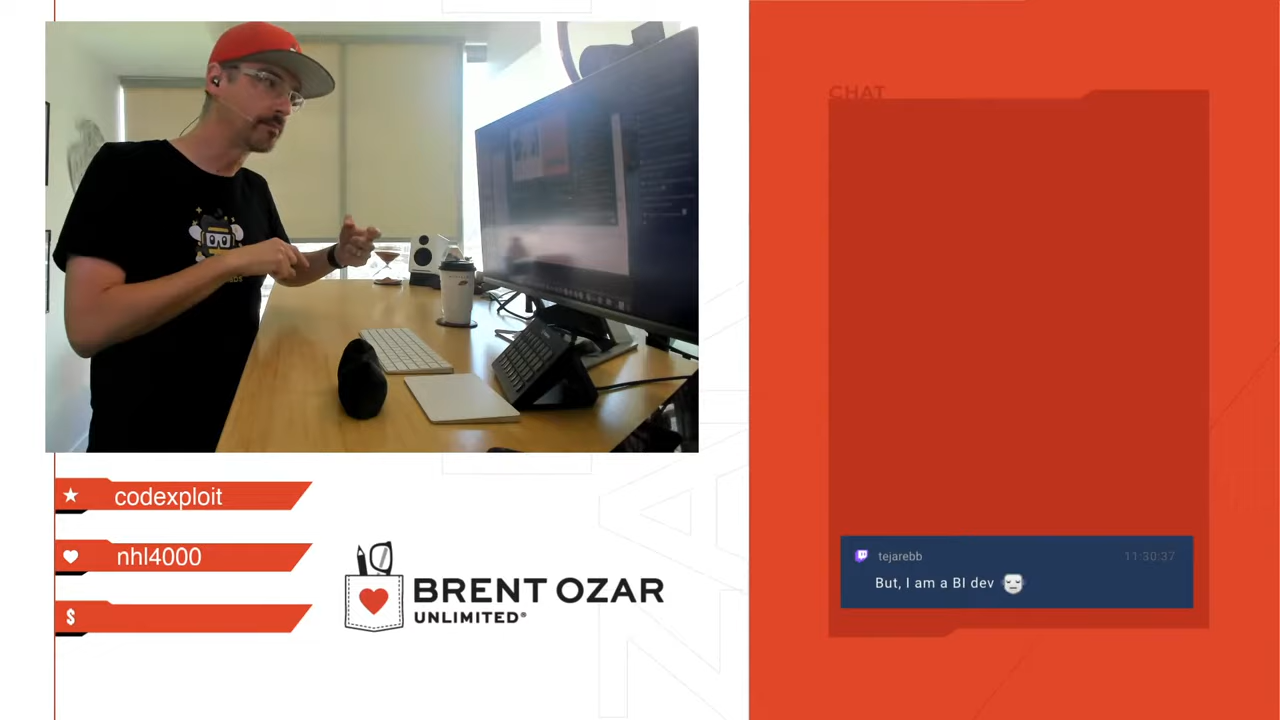 CHAT
codexploit
nhl4000
$
BRENT OZAR
UNLIMITED®
tejarebb
11:30:37
But, I am a BI dev